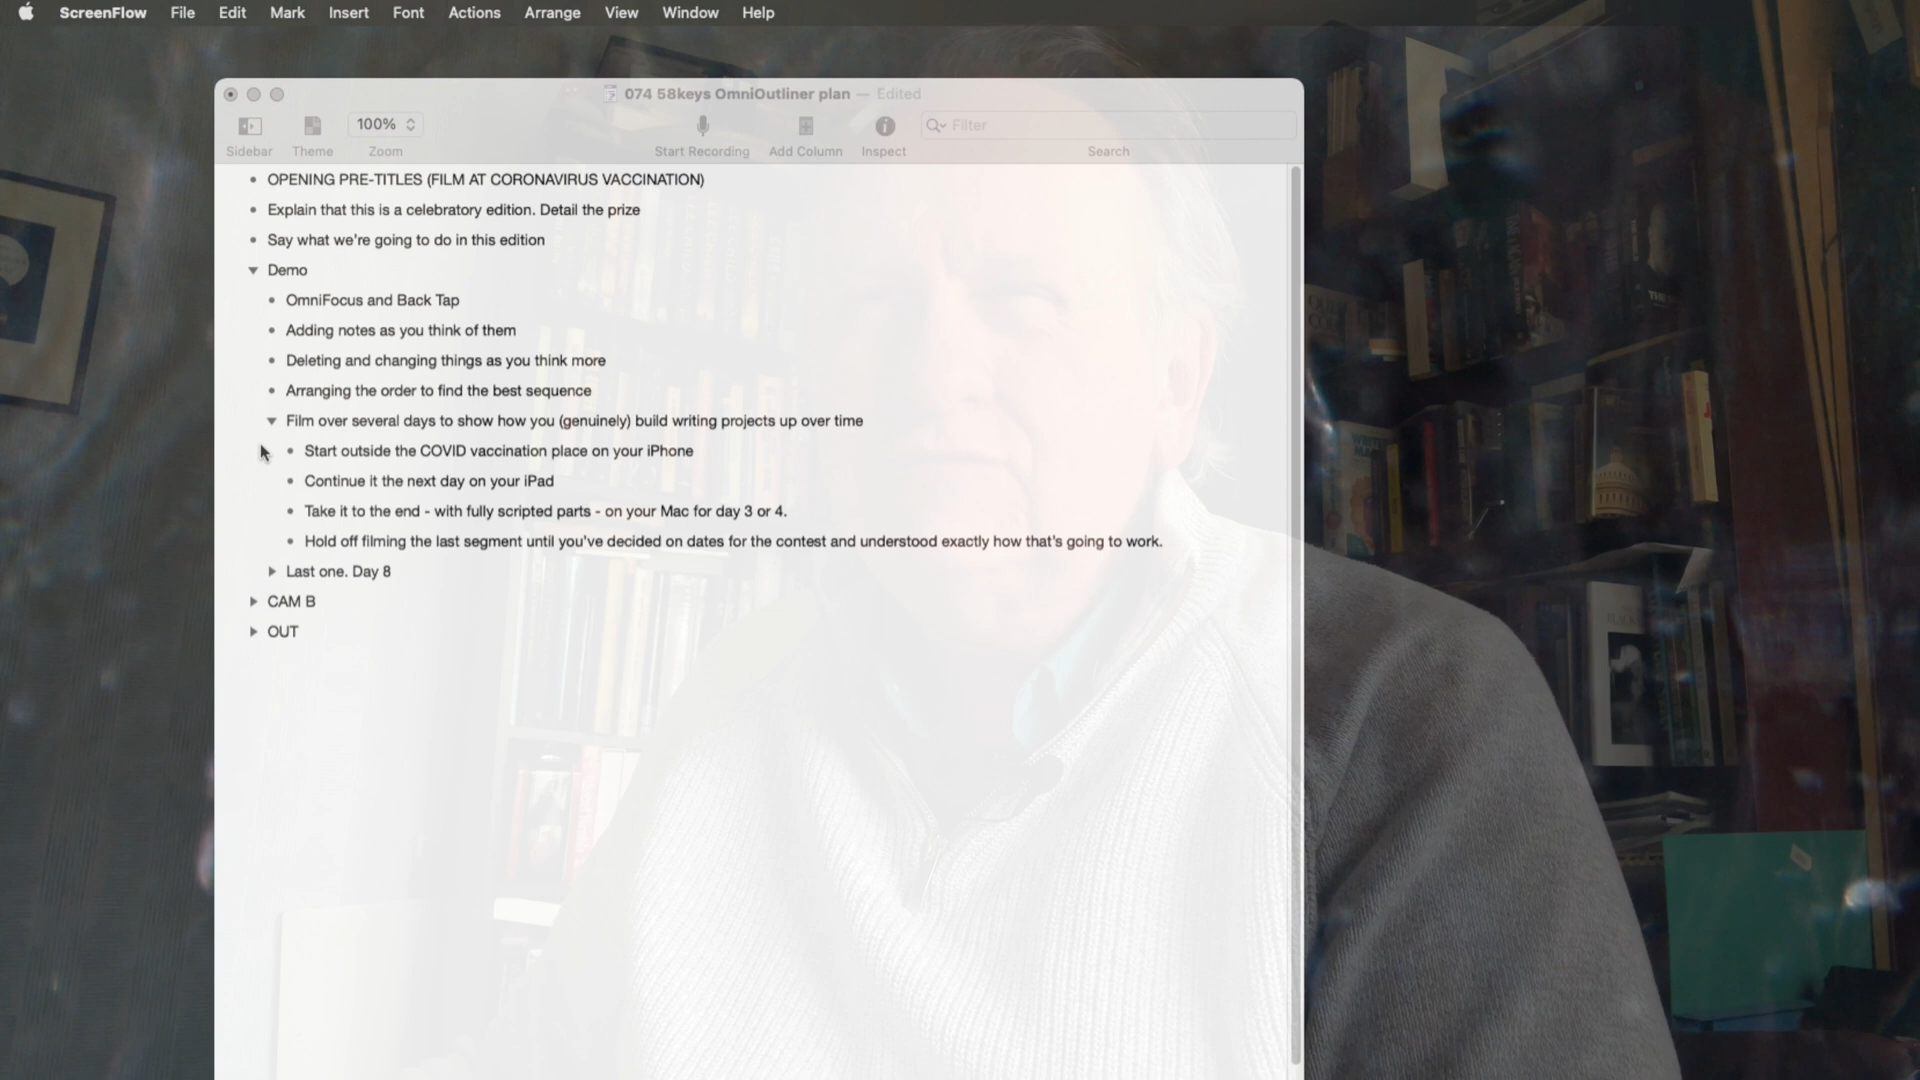 ScreenFlow File Edit Mark Insert Font Actions Arrange View Window Help
074 58keys OmniOutliner plan — Edited
100% Filter
Sidebar Theme Zoom Start Recording Add Column Inspect Search
• OPENING PRE-TITLES (FILM AT CORONAVIRUS VACCINATION)
• Explain that this is a celebratory edition. Detail the prize
• Say what we're going to do in this edition
Demo
• OmniFocus and Back Tap
• Adding notes as you think of them
• Deleting and changing things as you think more
• Arranging the order to find the best sequence
Film over several days to show how you (genuinely) build writing projects up over time
• Start outside the COVID vaccination place on your iPhone
• Continue it the next day on your iPad
• Take it to the end - with fully scripted parts - on your Mac for day 3 or 4.
• Hold off filming the last segment until you've decided on dates for the contest and understood exactly how that's going to work.
Last one. Day 8
CAM B
OUT